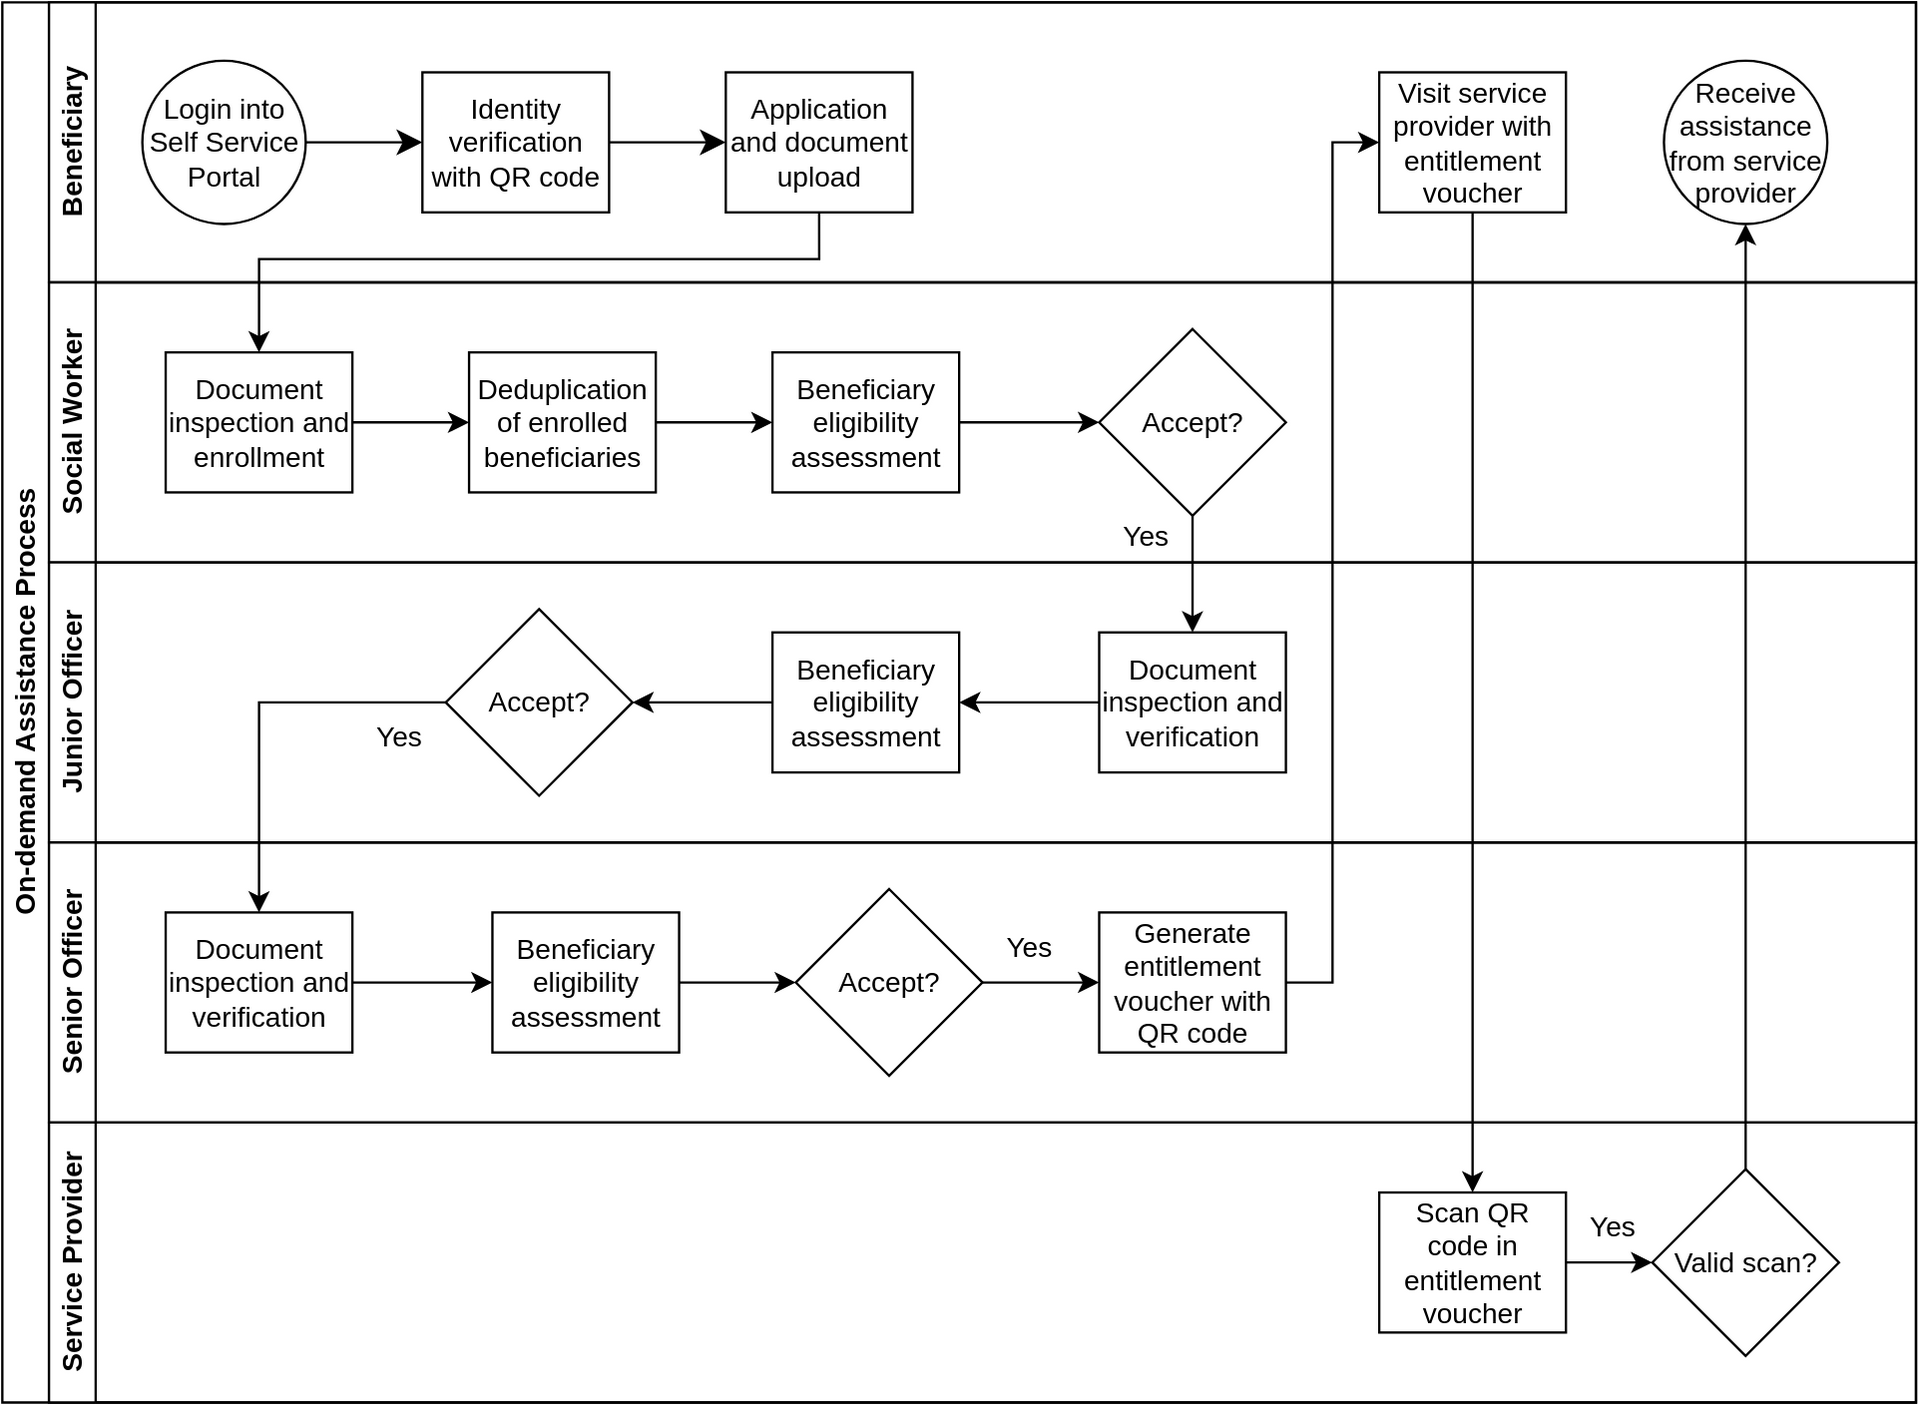 On-demand Assistance Process
Beneficiary
Login into
Self Service
Portal
Identity
verification
with QR code
Application
and document
upload
Visit service
provider with
entitlement
voucher
Receive
assistance
from service
provider
Social Worker
Document
inspection and
enrollment
Deduplication
of enrolled
beneficiaries
Beneficiary
eligibility
assessment
Accept?
Yes
Junior Officer
Accept?
Yes
Beneficiary
eligibility
assessment
Document
inspection and
verification
Senior Officer
Document
inspection and
verification
Beneficiary
eligibility
assessment
Accept?
Yes
Generate
entitlement
voucher with
QR code
Service Provider
Scan QR
code in
entitlement
voucher
Yes
Valid scan?